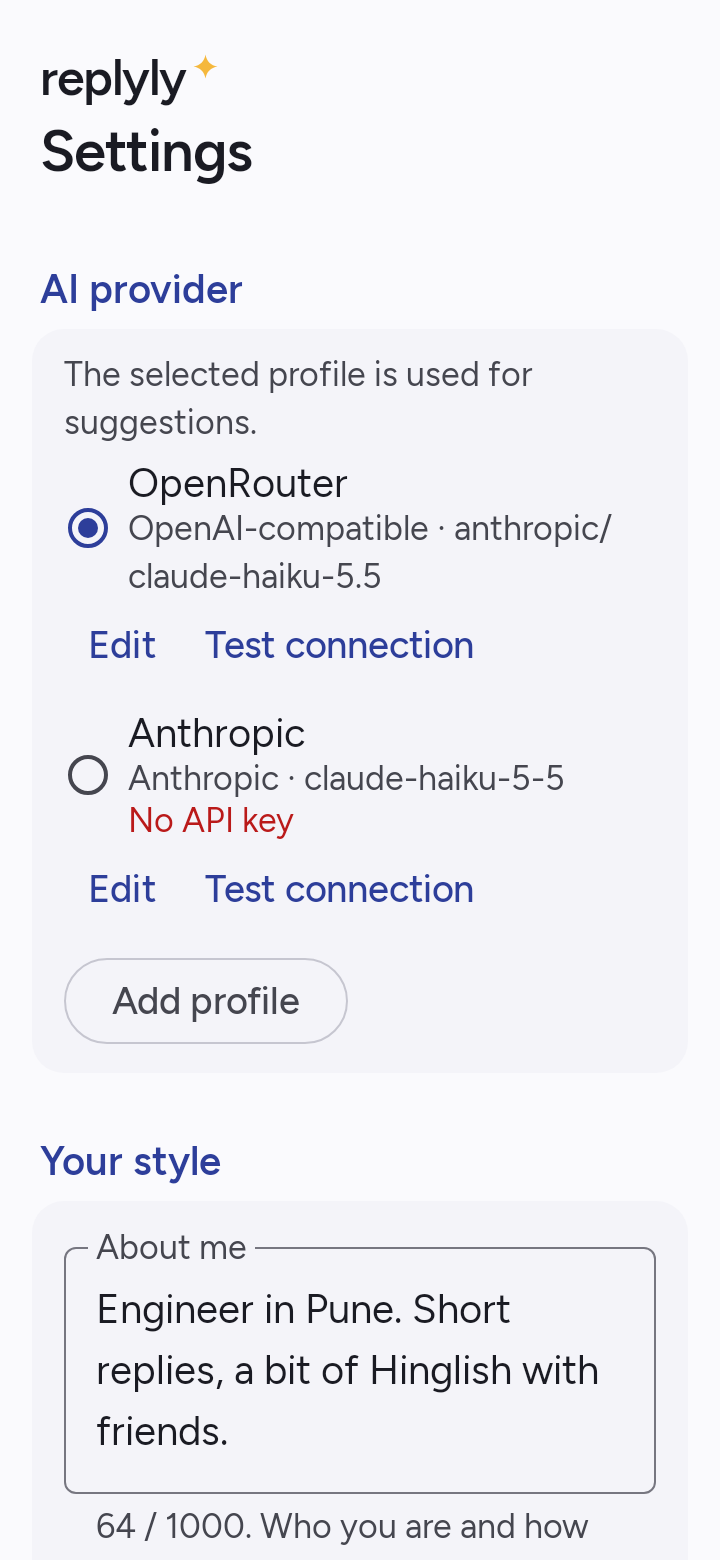 replyly
Settings
AI provider
The selected profile is used for
suggestions.
OpenRouter
OpenAI-compatible · anthropic/
claude-haiku-5.5
Edit Test connection
Anthropic
Anthropic · claude-haiku-5-5
No API key
Edit Test connection
Add profile
Your style
About me
Engineer in Pune. Short
replies, a bit of Hinglish with
friends.
64 / 1000. Who you are and how